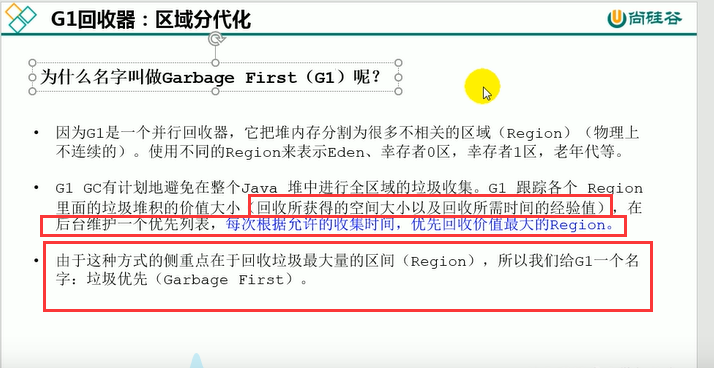 G1回收器：区域分代化
尚硅谷
为什么名字叫做Garbage First（G1）呢？
• 因为G1是一个并行回收器，它把堆内存分割为很多不相关的区域（Region）（物理上
不连续的）。使用不同的Region来表示Eden、幸存者0区，幸存者1区，老年代等。
• G1 GC有计划地避免在整个Java 堆中进行全区域的垃圾收集。G1 跟踪各个 Region
里面的垃圾堆积的价值大小（回收所获得的空间大小以及回收所需时间的经验值），在
后台维护一个优先列表，每次根据允许的收集时间，优先回收价值最大的Region。
• 由于这种方式的侧重点在于回收垃圾最大量的区间（Region），所以我们给G1一个名
字：垃圾优先（Garbage First）。